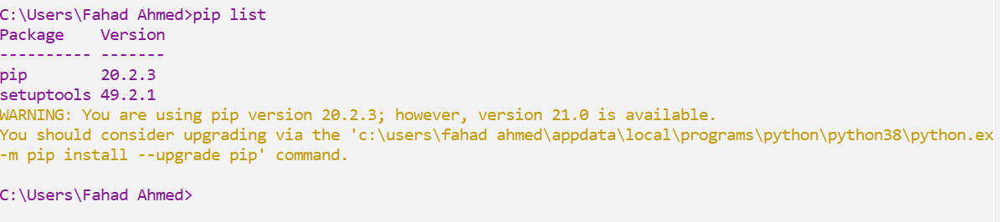 C:\Users\Fahad Ahmed>pip list
Package    Version
---------- -------
pip        20.2.3
setuptools 49.2.1
WARNING: You are using pip version 20.2.3; however, version 21.0 is available.
You should consider upgrading via the 'c:\users\fahad ahmed\appdata\local\programs\python\python38\python.ex
-m pip install --upgrade pip' command.
C:\Users\Fahad Ahmed>